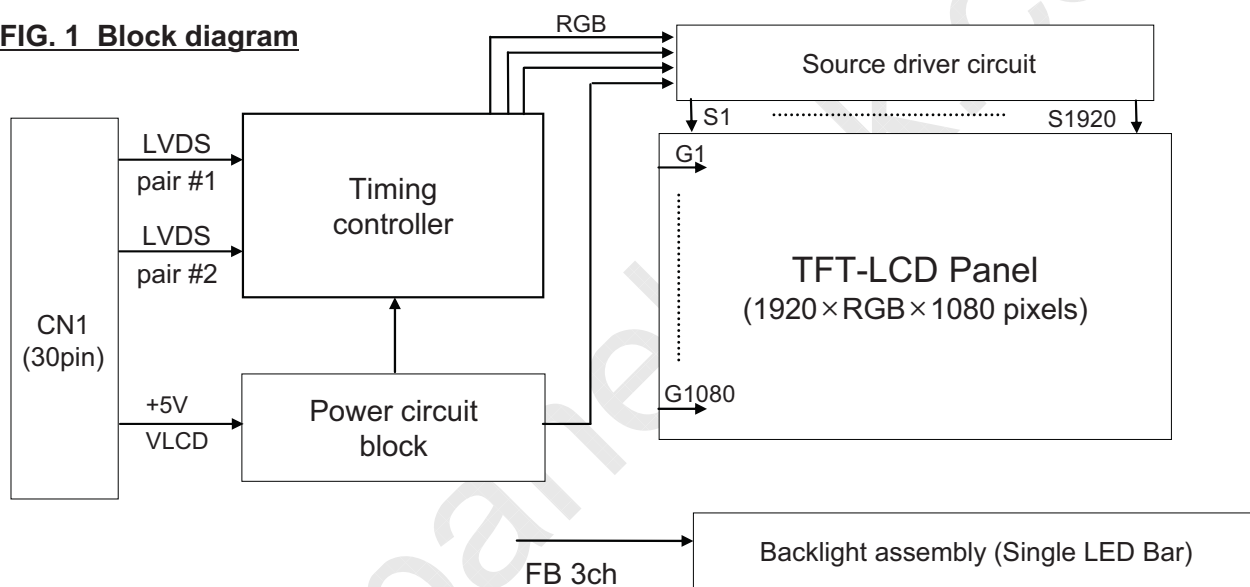 FIG. 1 Block diagram
RGB
Source driver circuit
S1
S1920
LVDS
pair #1
LVDS
pair #2
Timing
controller
G1
TFT-LCD Panel
(1920×RGB×1080 pixels)
G1080
CN1
(30pin)
+5V
VLCD
Power circuit
block
FB 3ch
Backlight assembly (Single LED Bar)